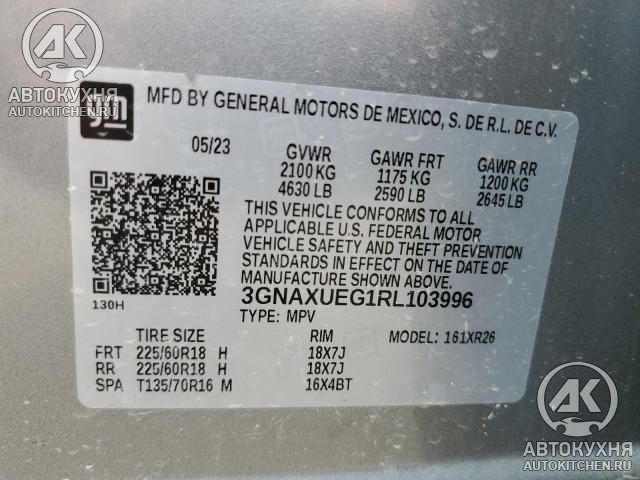 АК
АВТОКУХНЯ
AUTOKITCHEN.RU
gm
MFD BY GENERAL MOTORS DE MEXICO, S. DE R.L. DE C.V.
05/23 GVWR GAWR FRT GAWR RR
2100 KG 1175 KG 1200 KG
4630 LB 2590 LB 2645 LB
THIS VEHICLE CONFORMS TO ALL
APPLICABLE U.S. FEDERAL MOTOR
VEHICLE SAFETY AND THEFT PREVENTION
STANDARDS IN EFFECT ON THE DATE OF
MANUFACTURE SHOWN ABOVE.
3GNAXUEG1RL103996
130H
TYPE: MPV MODEL: 161XR26
TIRE SIZE RIM
FRT 225/60R18 H 18X7J
RR 225/60R18 H 18X7J
SPA T135/70R16 M 16X4BT
АК
АВТОКУХНЯ
AUTOKITCHEN.RU